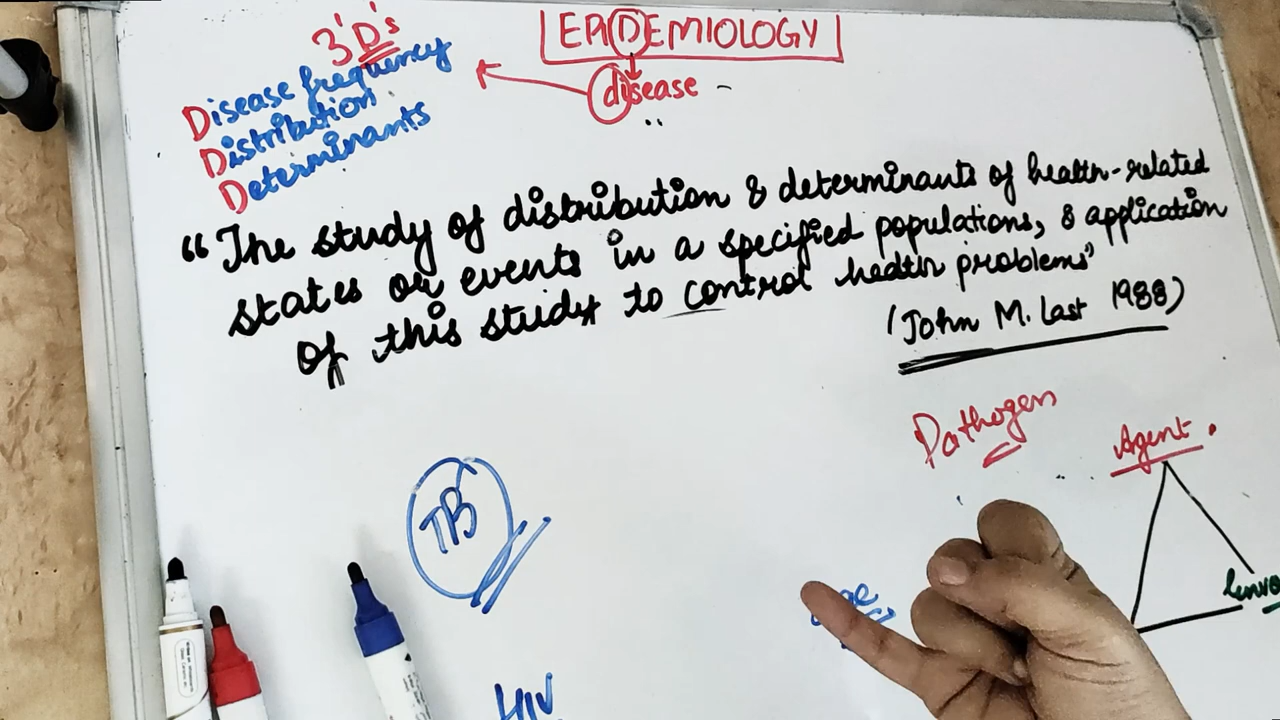 3'D's
Disease frequency
Distribution
Determinants
EPIDEMIOLOGY
disease
"The study of distribution & determinants of health-related
states or events in a specified populations, & application
of this study to control health problems"
(John M. Last 1988)
Pathogen
Agent
TB
HIV